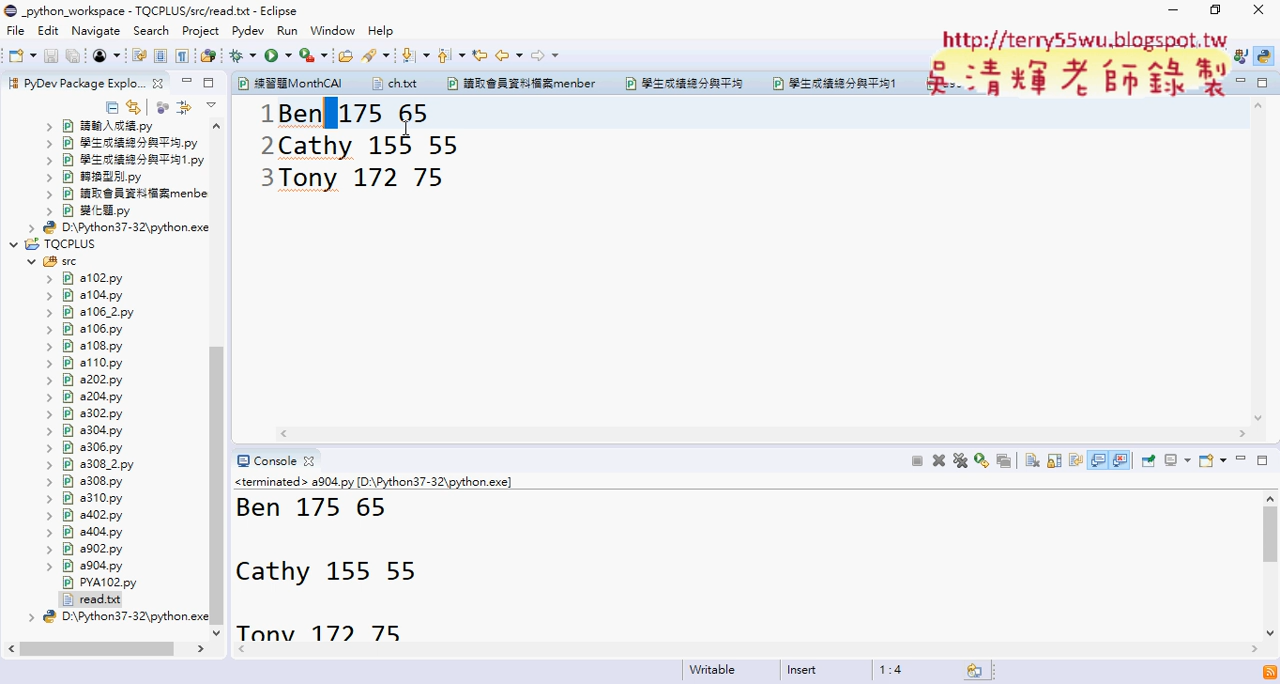 _python_workspace - TQCPLUS/src/read.txt - Eclipse
File Edit Navigate Search Project Pydev Run Window Help
http://terry55wu.blogspot.tw
吳清輝老師錄製
PyDev Package Explo...
練習題MonthCAI ch.txt 讀取會員資料檔案menber 學生成績總分與平均 學生成績總分與平均1
請輸入成績.py
學生成績總分與平均.py
學生成績總分與平均1.py
轉換型別.py
讀取會員資料檔案menbe
變化題.py
D:\Python37-32\python.exe
TQCPLUS
src
a102.py
a104.py
a106_2.py
a106.py
a108.py
a110.py
a202.py
a204.py
a302.py
a304.py
a306.py
a308_2.py
a308.py
a310.py
a402.py
a404.py
a902.py
a904.py
PYA102.py
read.txt
D:\Python37-32\python.exe
1 Ben 175 65
2 Cathy 155 55
3 Tony 172 75
Console
<terminated> a904.py [D:\Python37-32\python.exe]
Ben 175 65
Cathy 155 55
Tony 172 75
Writable Insert 1 : 4